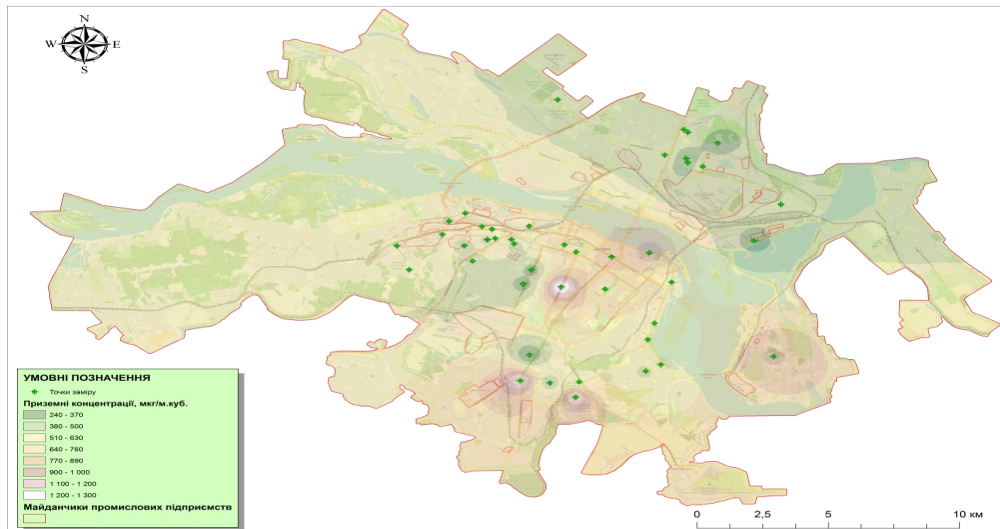 N
W E
S
УМОВНІ ПОЗНАЧЕННЯ
Точки заміру
Приземні концентрації, мкг/м.куб.
240 - 370
380 - 500
510 - 630
640 - 760
770 - 890
900 - 1 000
1 100 - 1 200
1 200 - 1 300
Майданчики промислових підприємств
0 2,5 5 10 км